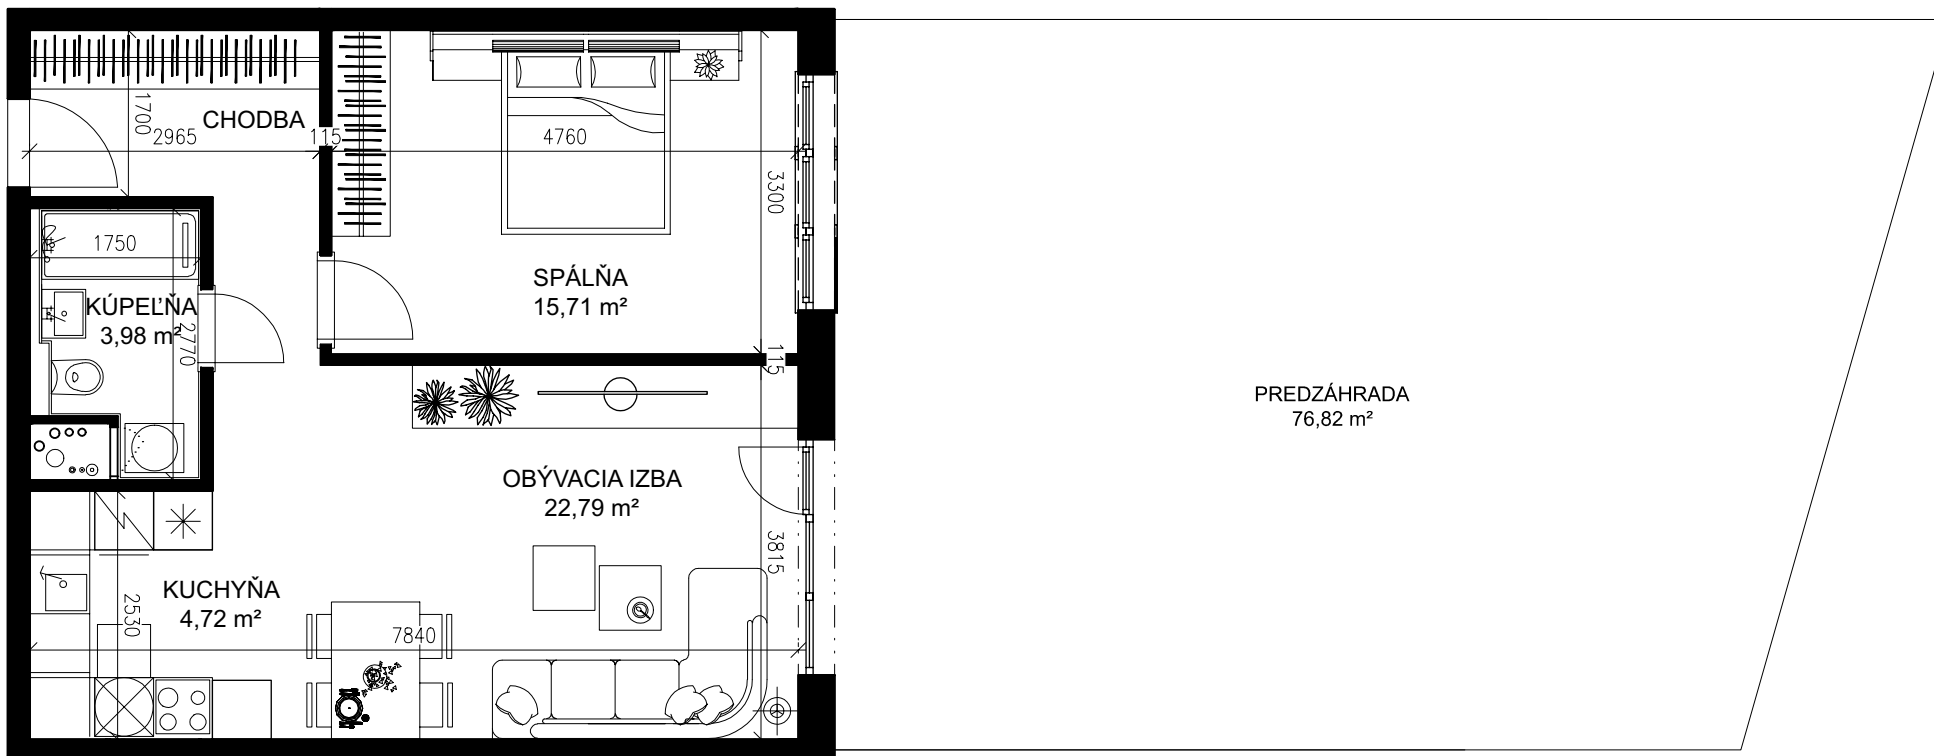 CHODBA
1700
2965
115
4760
3300
1750
KÚPEĽŇA
3,98 m²
2770
SPÁLŇA
15,71 m²
115
PREDZÁHRADA
76,82 m²
OBÝVACIA IZBA
22,79 m²
3815
KUCHYŇA
4,72 m²
2530
7840